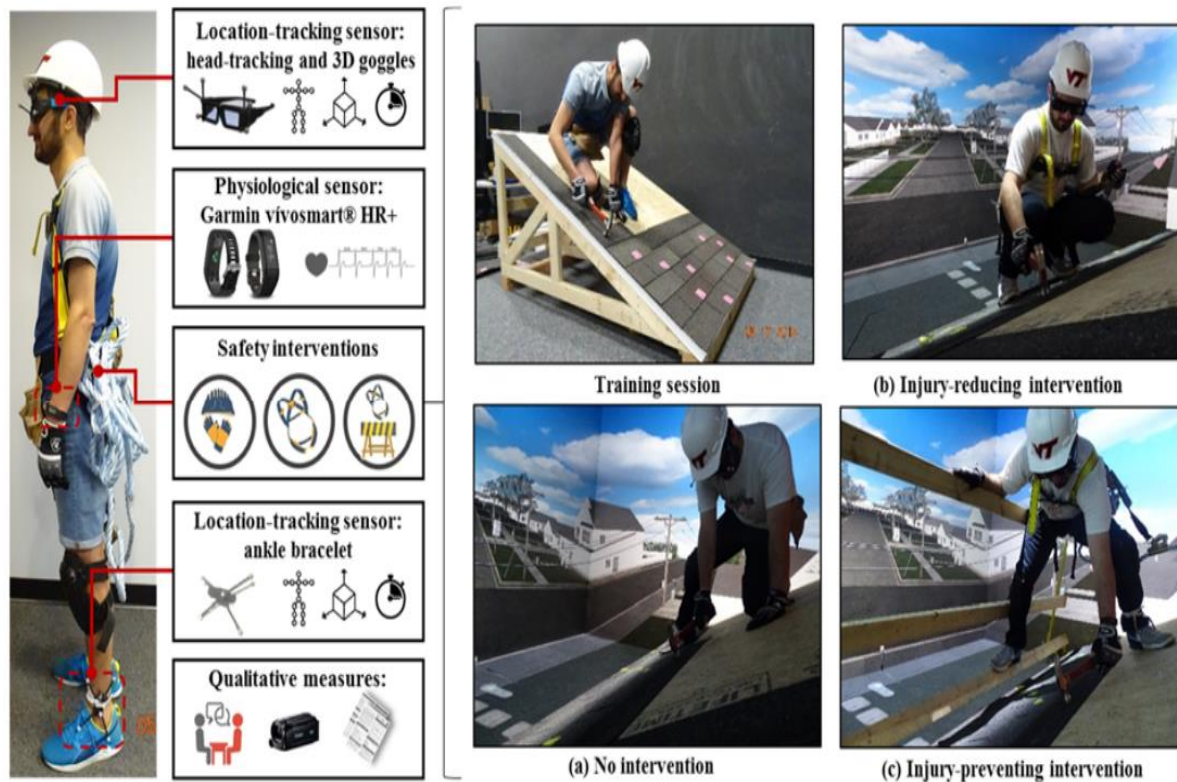 Location-tracking sensor:
head-tracking and 3D goggles
Physiological sensor:
Garmin vívosmart® HR+
Safety interventions
Location-tracking sensor:
ankle bracelet
Qualitative measures:
Training session
VT
(b) Injury-reducing intervention
VT
(a) No intervention
VT
(c) Injury-preventing intervention